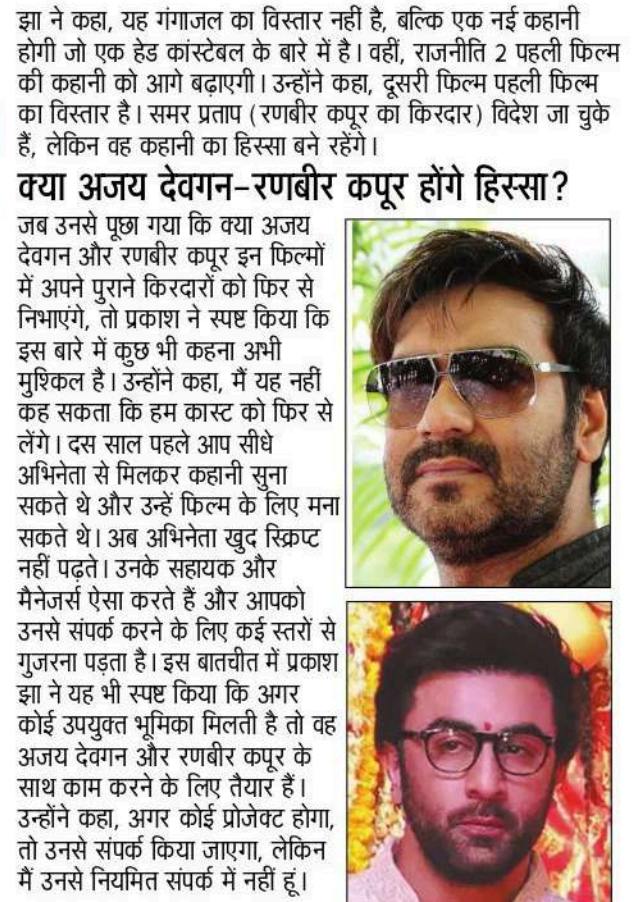 झा ने कहा, यह गंगाजल का विस्तार नहीं है, बल्कि एक नई कहानी
होगी जो एक हेड कांस्टेबल के बारे में है। वहीं, राजनीति 2 पहली फिल्म
की कहानी को आगे बढ़ाएगी। उन्होंने कहा, दूसरी फिल्म पहली फिल्म
का विस्तार है। समर प्रताप (रणबीर कपूर का किरदार) विदेश जा चुके
हैं, लेकिन वह कहानी का हिस्सा बने रहेंगे।
क्या अजय देवगन-रणबीर कपूर होंगे हिस्सा?
जब उनसे पूछा गया कि क्या अजय
देवगन और रणबीर कपूर इन फिल्मों
में अपने पुराने किरदारों को फिर से
निभाएंगे, तो प्रकाश ने स्पष्ट किया कि
इस बारे में कुछ भी कहना अभी
मुश्किल है। उन्होंने कहा, मैं यह नहीं
कह सकता कि हम कास्ट को फिर से
लेंगे। दस साल पहले आप सीधे
अभिनेता से मिलकर कहानी सुना
सकते थे और उन्हें फिल्म के लिए मना
सकते थे। अब अभिनेता खुद स्क्रिप्ट
नहीं पढ़ते। उनके सहायक और
मैनेजर्स ऐसा करते हैं और आपको
उनसे संपर्क करने के लिए कई स्तरों से
गुजरना पड़ता है। इस बातचीत में प्रकाश
झा ने यह भी स्पष्ट किया कि अगर
कोई उपयुक्त भूमिका मिलती है तो वह
अजय देवगन और रणबीर कपूर के
साथ काम करने के लिए तैयार हैं।
उन्होंने कहा, अगर कोई प्रोजेक्ट होगा,
तो उनसे संपर्क किया जाएगा, लेकिन
मैं उनसे नियमित संपर्क में नहीं हूं।